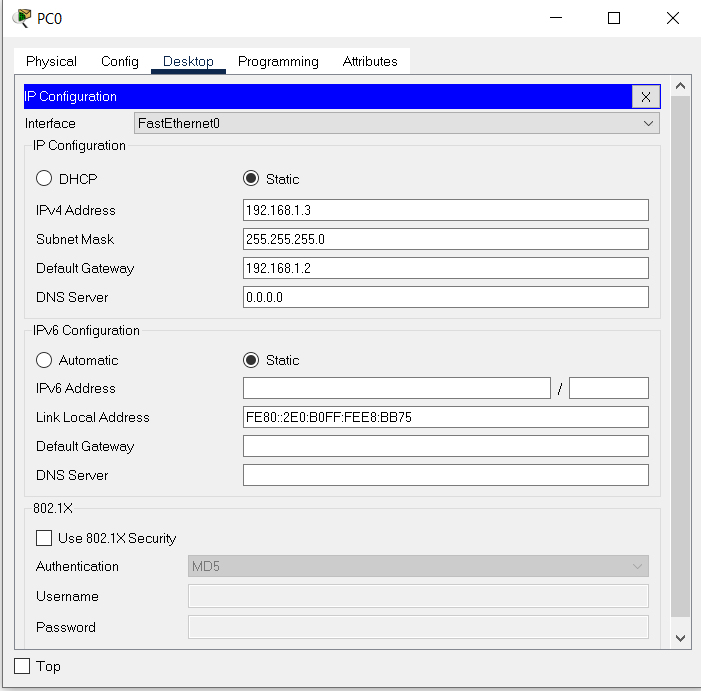 PC0
Physical Config Desktop Programming Attributes
IP Configuration X
Interface FastEthernet0
IP Configuration
DHCP Static
IPv4 Address 192.168.1.3
Subnet Mask 255.255.255.0
Default Gateway 192.168.1.2
DNS Server 0.0.0.0
IPv6 Configuration
Automatic Static
IPv6 Address /
Link Local Address FE80::2E0:B0FF:FEE8:BB75
Default Gateway
DNS Server
802.1X
Use 802.1X Security
Authentication MD5
Username
Password
Top